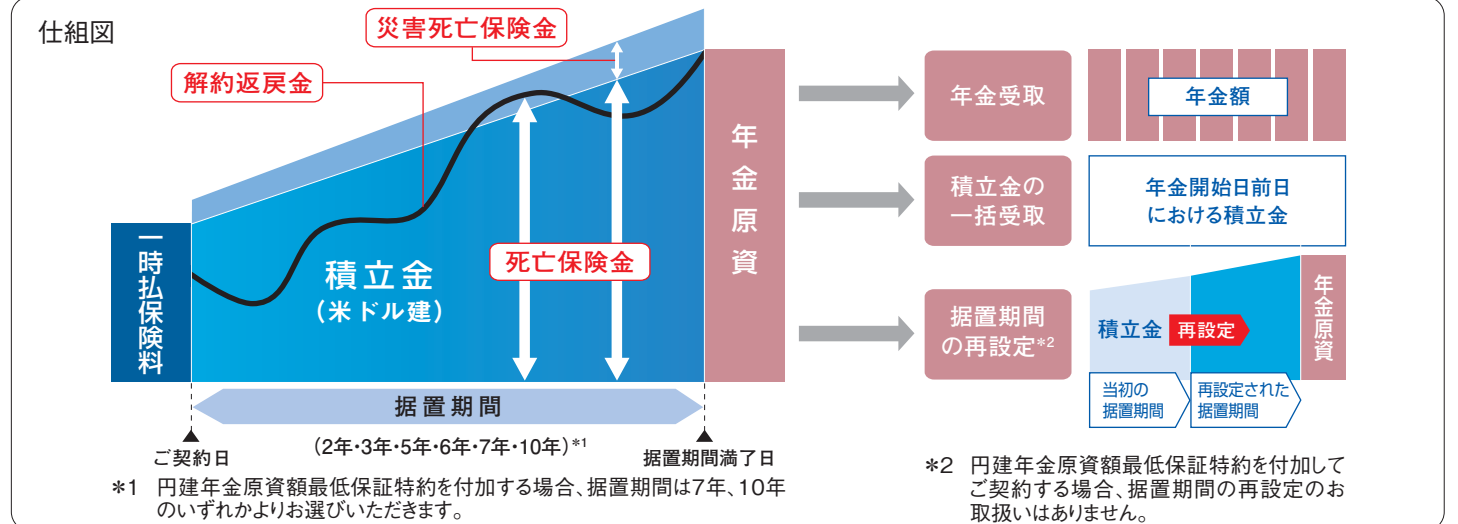 仕組図
災害死亡保険金
解約返戻金
一時払保険料
積立金
(米ドル建)
死亡保険金
年金原資
据置期間
(2年・3年・5年・6年・7年・10年)*1
ご契約日
据置期間満了日
*1 円建年金原資額最低保証特約を付加する場合、据置期間は7年、10年
のいずれかよりお選びいただきます。
年金受取
年金額
積立金の
一括受取
年金開始日前日
における積立金
据置期間
の再設定*2
積立金
再設定
年金原資
当初の
据置期間
再設定された
据置期間
*2 円建年金原資額最低保証特約を付加して
ご契約する場合、据置期間の再設定のお
取扱いはありません。